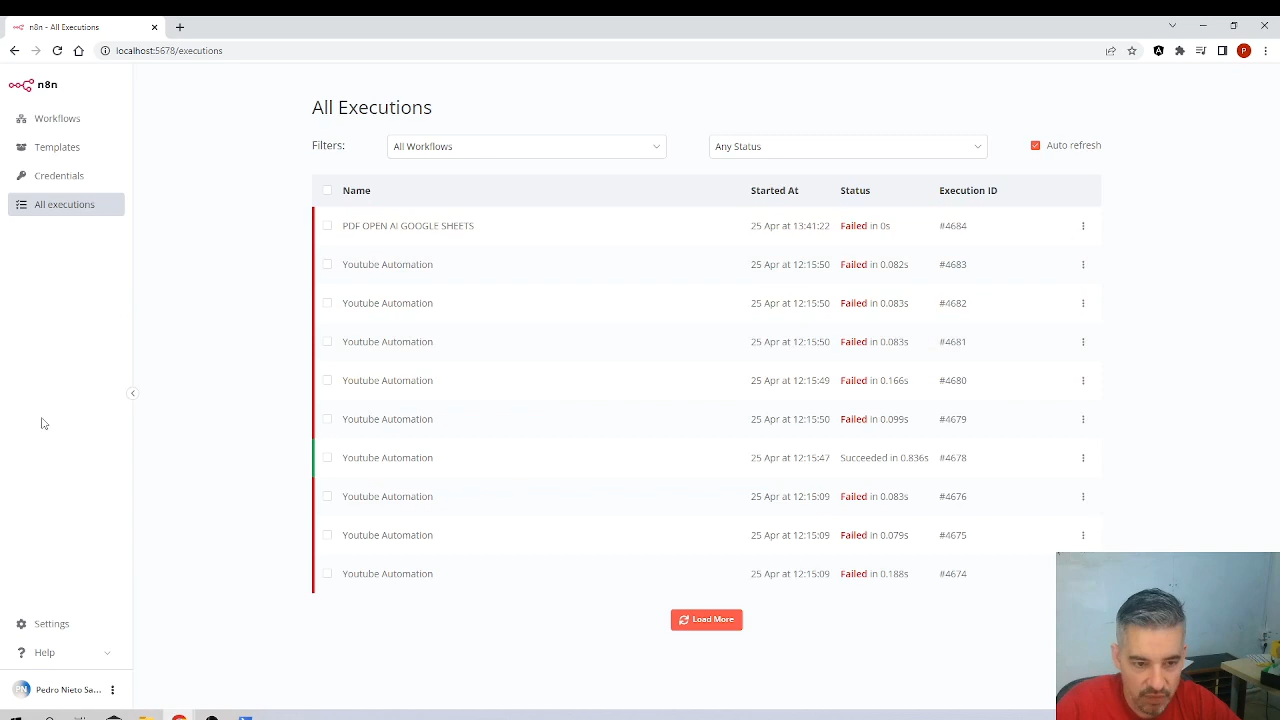 n8n - All Executions
localhost:5678/executions
P
n8n
Workflows
Templates
Credentials
All executions
All Executions
Filters: All Workflows Any Status Auto refresh
Name Started At Status Execution ID
PDF OPEN AI GOOGLE SHEETS 25 Apr at 13:41:22 Failed in 0s #4684
Youtube Automation 25 Apr at 12:15:50 Failed in 0.082s #4683
Youtube Automation 25 Apr at 12:15:50 Failed in 0.083s #4682
Youtube Automation 25 Apr at 12:15:50 Failed in 0.083s #4681
Youtube Automation 25 Apr at 12:15:49 Failed in 0.166s #4680
Youtube Automation 25 Apr at 12:15:50 Failed in 0.099s #4679
Youtube Automation 25 Apr at 12:15:47 Succeeded in 0.836s #4678
Youtube Automation 25 Apr at 12:15:09 Failed in 0.083s #4676
Youtube Automation 25 Apr at 12:15:09 Failed in 0.079s #4675
Youtube Automation 25 Apr at 12:15:09 Failed in 0.188s #4674
Load More
Settings
Help
PN Pedro Nieto Sa...